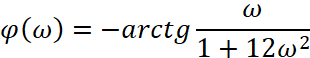 φ(ω) = −arctg ω / (1 + 12ω²)